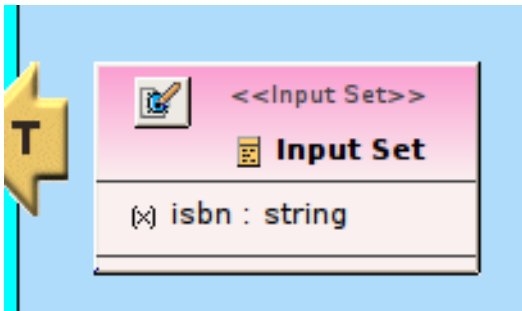 <<Input Set>>
T
Input Set
(x) isbn : string